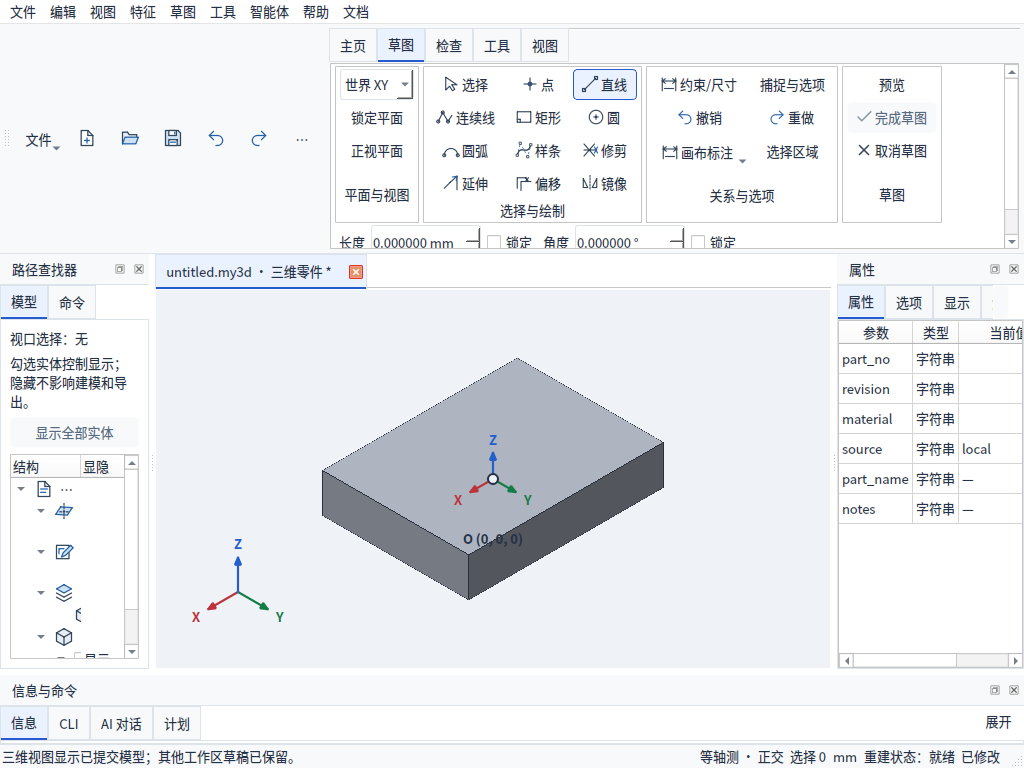 文件 编辑 视图 特征 草图 工具 智能体 帮助 文档
主页 草图 检查 工具 视图
文件 ...
世界 XY
锁定平面
正视平面
平面与视图
选择 点 直线
连续线 矩形 圆
圆弧 样条 修剪
延伸 偏移 镜像
选择与绘制
约束/尺寸 捕捉与选项
撤销 重做
画布标注 选择区域
关系与选项
预览
完成草图
取消草图
草图
长度 0.000000 mm 锁定 角度 0.000000 ° 锁定
路径查找器
模型 命令
视口选择：无
勾选实体控制显示；
隐藏不影响建模和导
出。
显示全部实体
结构 显隐
...
untitled.my3d · 三维零件 *
Z
X Y
O (0, 0, 0)
Z
X Y
属性
属性 选项 显示
参数 类型 当前值
part_no 字符串
revision 字符串
material 字符串
source 字符串 local
part_name 字符串 —
notes 字符串 —
信息与命令
信息 CLI AI 对话 计划 展开
三维视图显示已提交模型；其他工作区草稿已保留。
等轴测 · 正交 选择 0 mm 重建状态：就绪 已修改